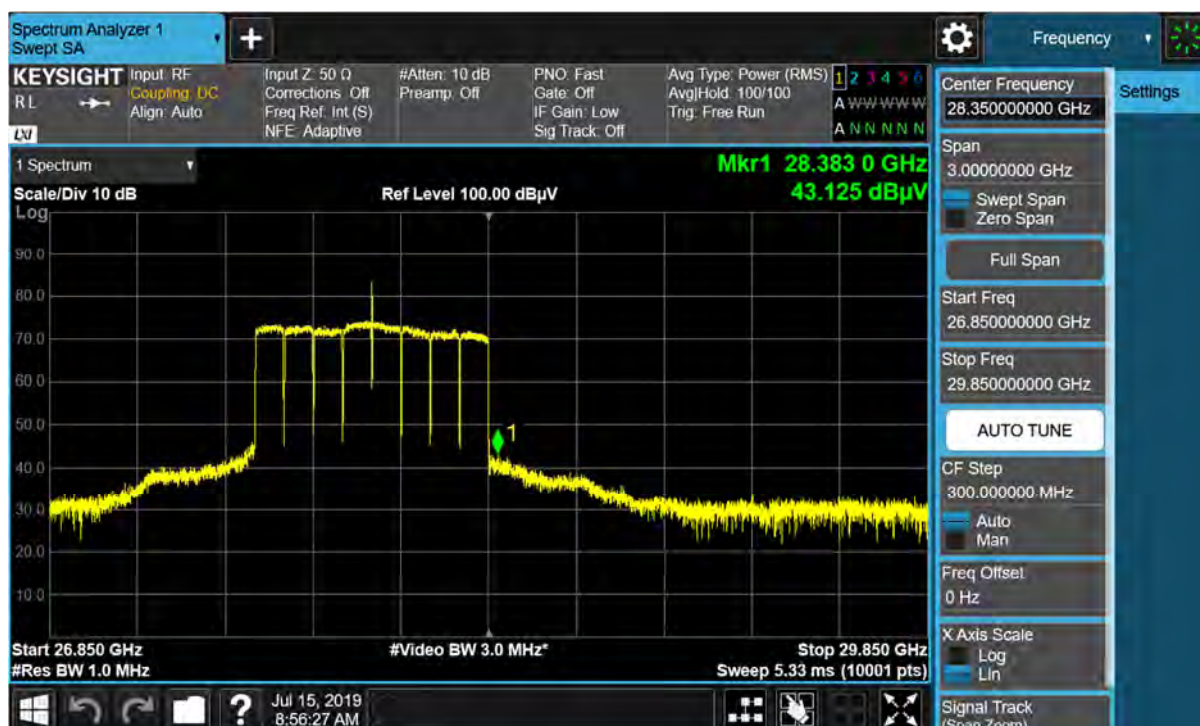 Spectrum Analyzer 1
Swept SA
Frequency
KEYSIGHT
RL
LXI
Input: RF
Coupling: DC
Align: Auto
Input Z: 50 Ω
Corrections: Off
Freq Ref: Int (S)
NFE: Adaptive
#Atten: 10 dB
Preamp: Off
PNO: Fast
Gate: Off
IF Gain: Low
Sig Track: Off
Avg Type: Power (RMS)
Avg|Hold: 100/100
Trig: Free Run
1 2 3 4 5 6
A W W W W W
A N N N N N
1 Spectrum
Scale/Div 10 dB
Log
Ref Level 100.00 dBµV
Mkr1 28.383 0 GHz
43.125 dBµV
90.0
80.0
70.0
60.0
50.0
1
40.0
30.0
20.0
10.0
Start 26.850 GHz
#Video BW 3.0 MHz*
Stop 29.850 GHz
#Res BW 1.0 MHz
Sweep 5.33 ms (10001 pts)
?
Jul 15, 2019
8:56:27 AM
Center Frequency
28.350000000 GHz
Settings
Span
3.00000000 GHz
Swept Span
Zero Span
Full Span
Start Freq
26.850000000 GHz
Stop Freq
29.850000000 GHz
AUTO TUNE
CF Step
300.000000 MHz
Auto
Man
Freq Offset
0 Hz
X Axis Scale
Log
Lin
Signal Track
(Span Zoom)